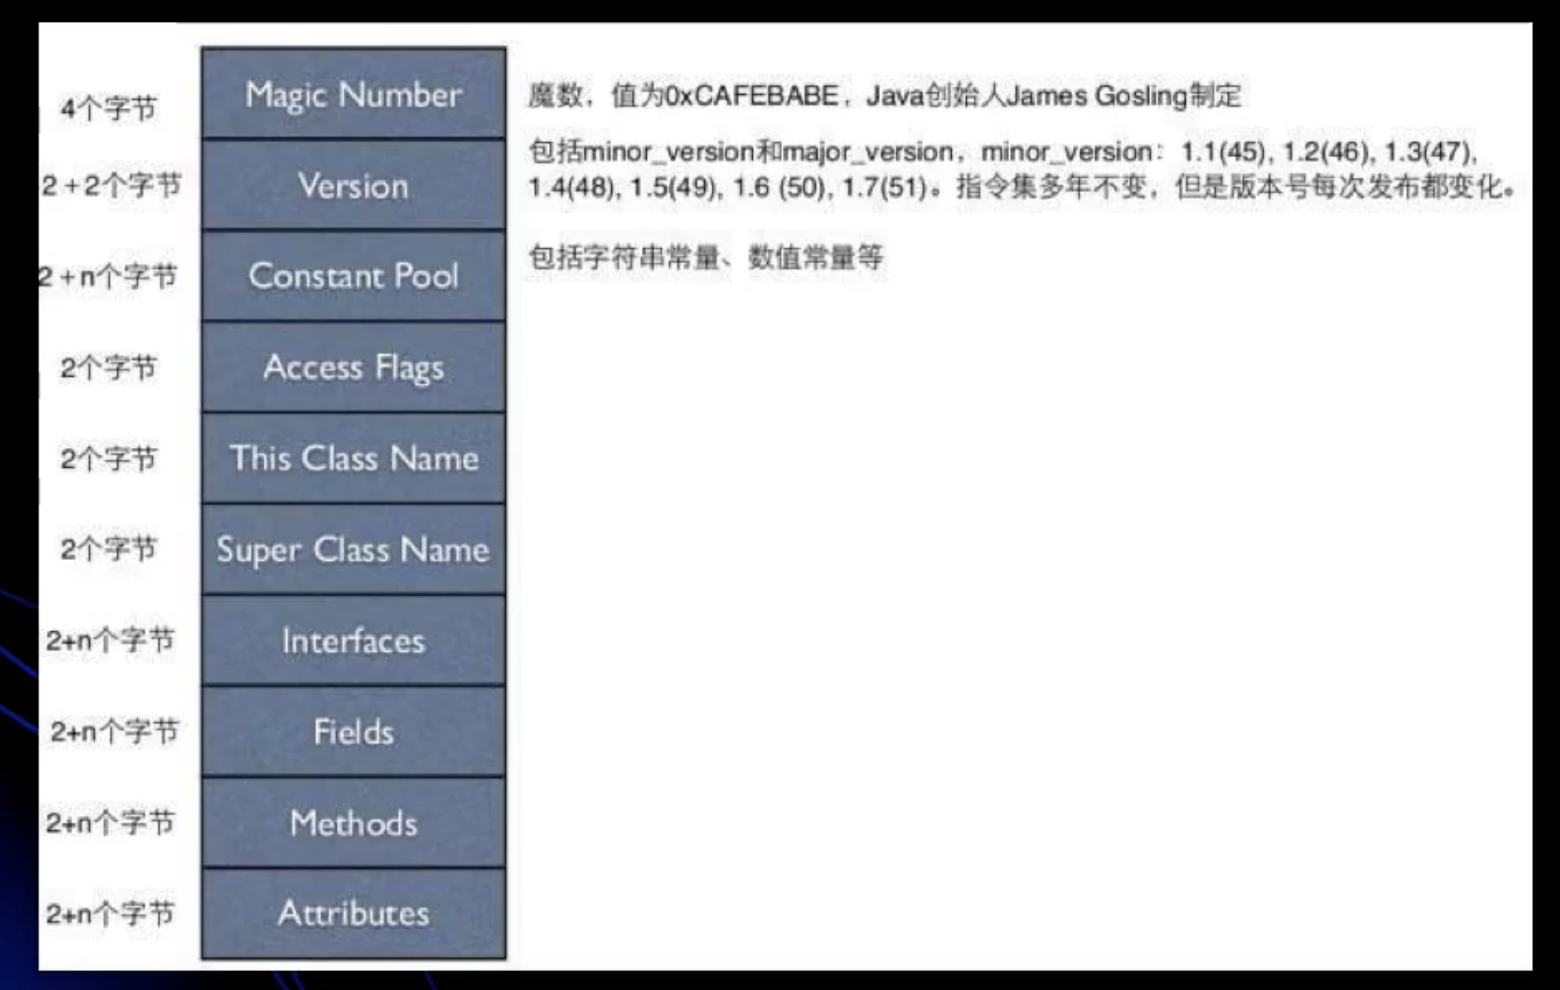 4个字节 Magic Number 魔数，值为0xCAFEBABE，Java创始人James Gosling制定
包括minor_version和major_version，minor_version：1.1(45), 1.2(46), 1.3(47),
2+2个字节 Version 1.4(48), 1.5(49), 1.6 (50), 1.7(51)。指令集多年不变，但是版本号每次发布都变化。
2+n个字节 Constant Pool 包括字符串常量、数值常量等
2个字节 Access Flags
2个字节 This Class Name
2个字节 Super Class Name
2+n个字节 Interfaces
2+n个字节 Fields
2+n个字节 Methods
2+n个字节 Attributes